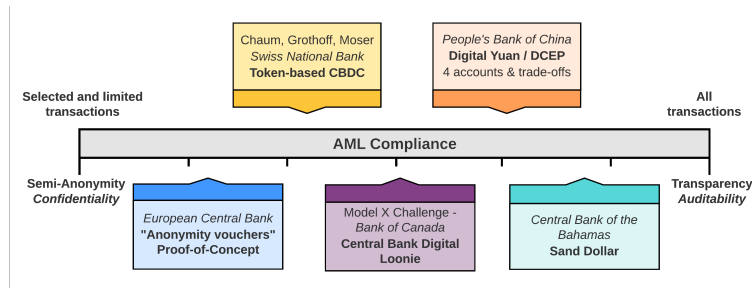 Chaum, Grothoff, Moser
Swiss National Bank
Token-based CBDC
People's Bank of China
Digital Yuan / DCEP
4 accounts & trade-offs
Selected and limited
transactions
All
transactions
AML Compliance
Semi-Anonymity
Confidentiality
Transparency
Auditability
European Central Bank
"Anonymity vouchers"
Proof-of-Concept
Model X Challenge -
Bank of Canada
Central Bank Digital
Loonie
Central Bank of the
Bahamas
Sand Dollar